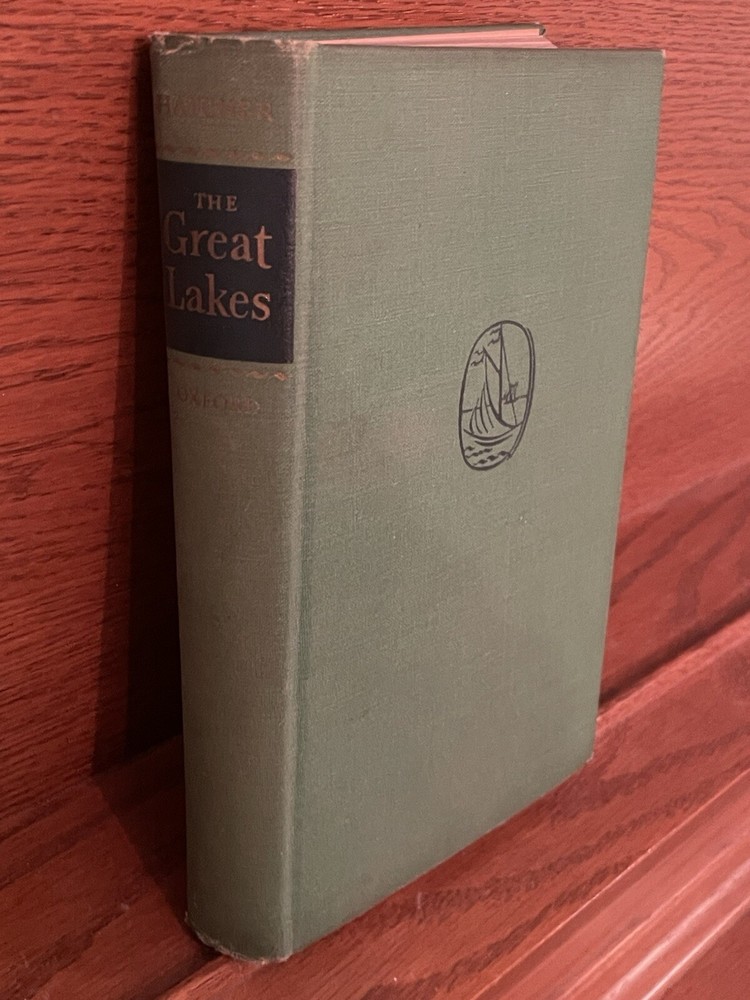 HATCHER
THE
Great
Lakes
OXFORD